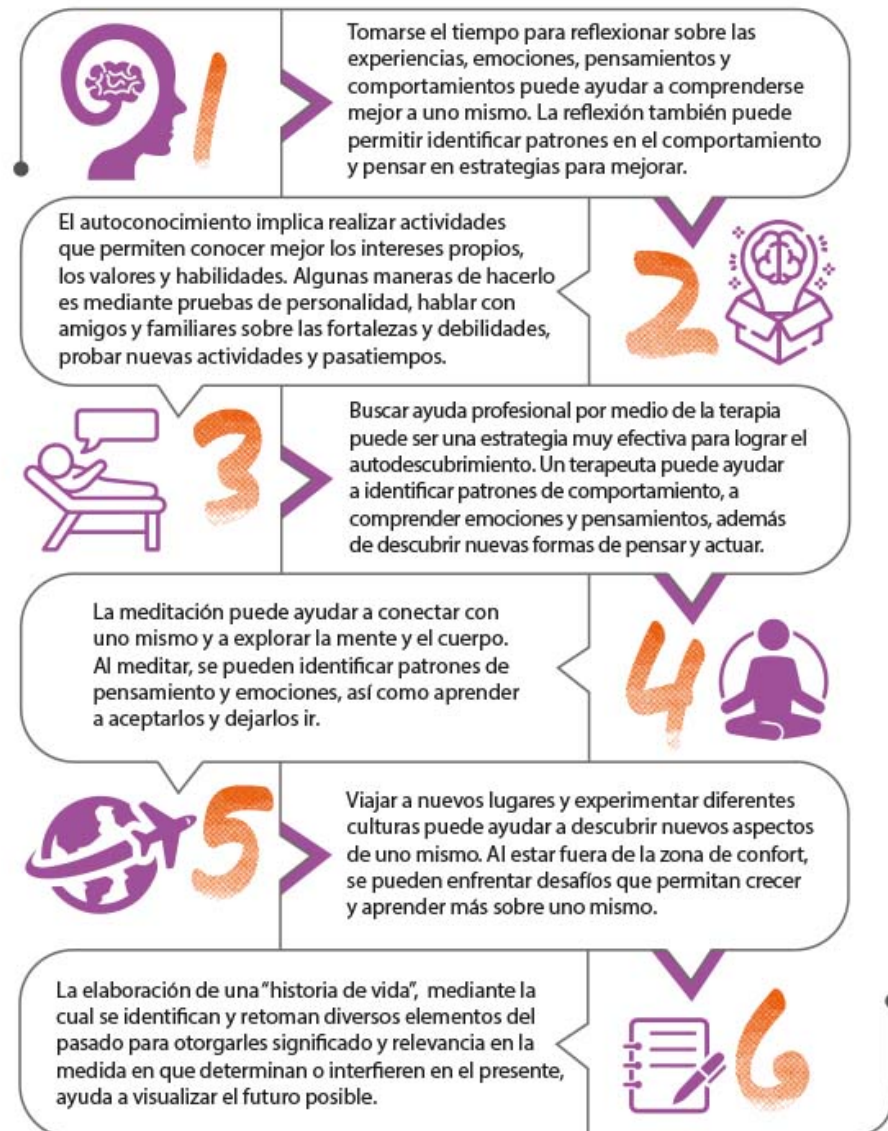 1
Tomarse el tiempo para reflexionar sobre las
experiencias, emociones, pensamientos y
comportamientos puede ayudar a comprenderse
mejor a uno mismo. La reflexión también puede
permitir identificar patrones en el comportamiento
y pensar en estrategias para mejorar.
El autoconocimiento implica realizar actividades
que permiten conocer mejor los intereses propios,
los valores y habilidades. Algunas maneras de hacerlo
es mediante pruebas de personalidad, hablar con
amigos y familiares sobre las fortalezas y debilidades,
probar nuevas actividades y pasatiempos.
2
3
Buscar ayuda profesional por medio de la terapia
puede ser una estrategia muy efectiva para lograr el
autodescubrimiento. Un terapeuta puede ayudar
a identificar patrones de comportamiento, a
comprender emociones y pensamientos, además
de descubrir nuevas formas de pensar y actuar.
La meditación puede ayudar a conectar con
uno mismo y a explorar la mente y el cuerpo.
Al meditar, se pueden identificar patrones de
pensamiento y emociones, así como aprender
a aceptarlos y dejarlos ir.
4
5
Viajar a nuevos lugares y experimentar diferentes
culturas puede ayudar a descubrir nuevos aspectos
de uno mismo. Al estar fuera de la zona de confort,
se pueden enfrentar desafíos que permitan crecer
y aprender más sobre uno mismo.
La elaboración de una "historia de vida", mediante la
cual se identifican y retoman diversos elementos del
pasado para otorgarles significado y relevancia en la
medida en que determinan o interfieren en el presente,
ayuda a visualizar el futuro posible.
6